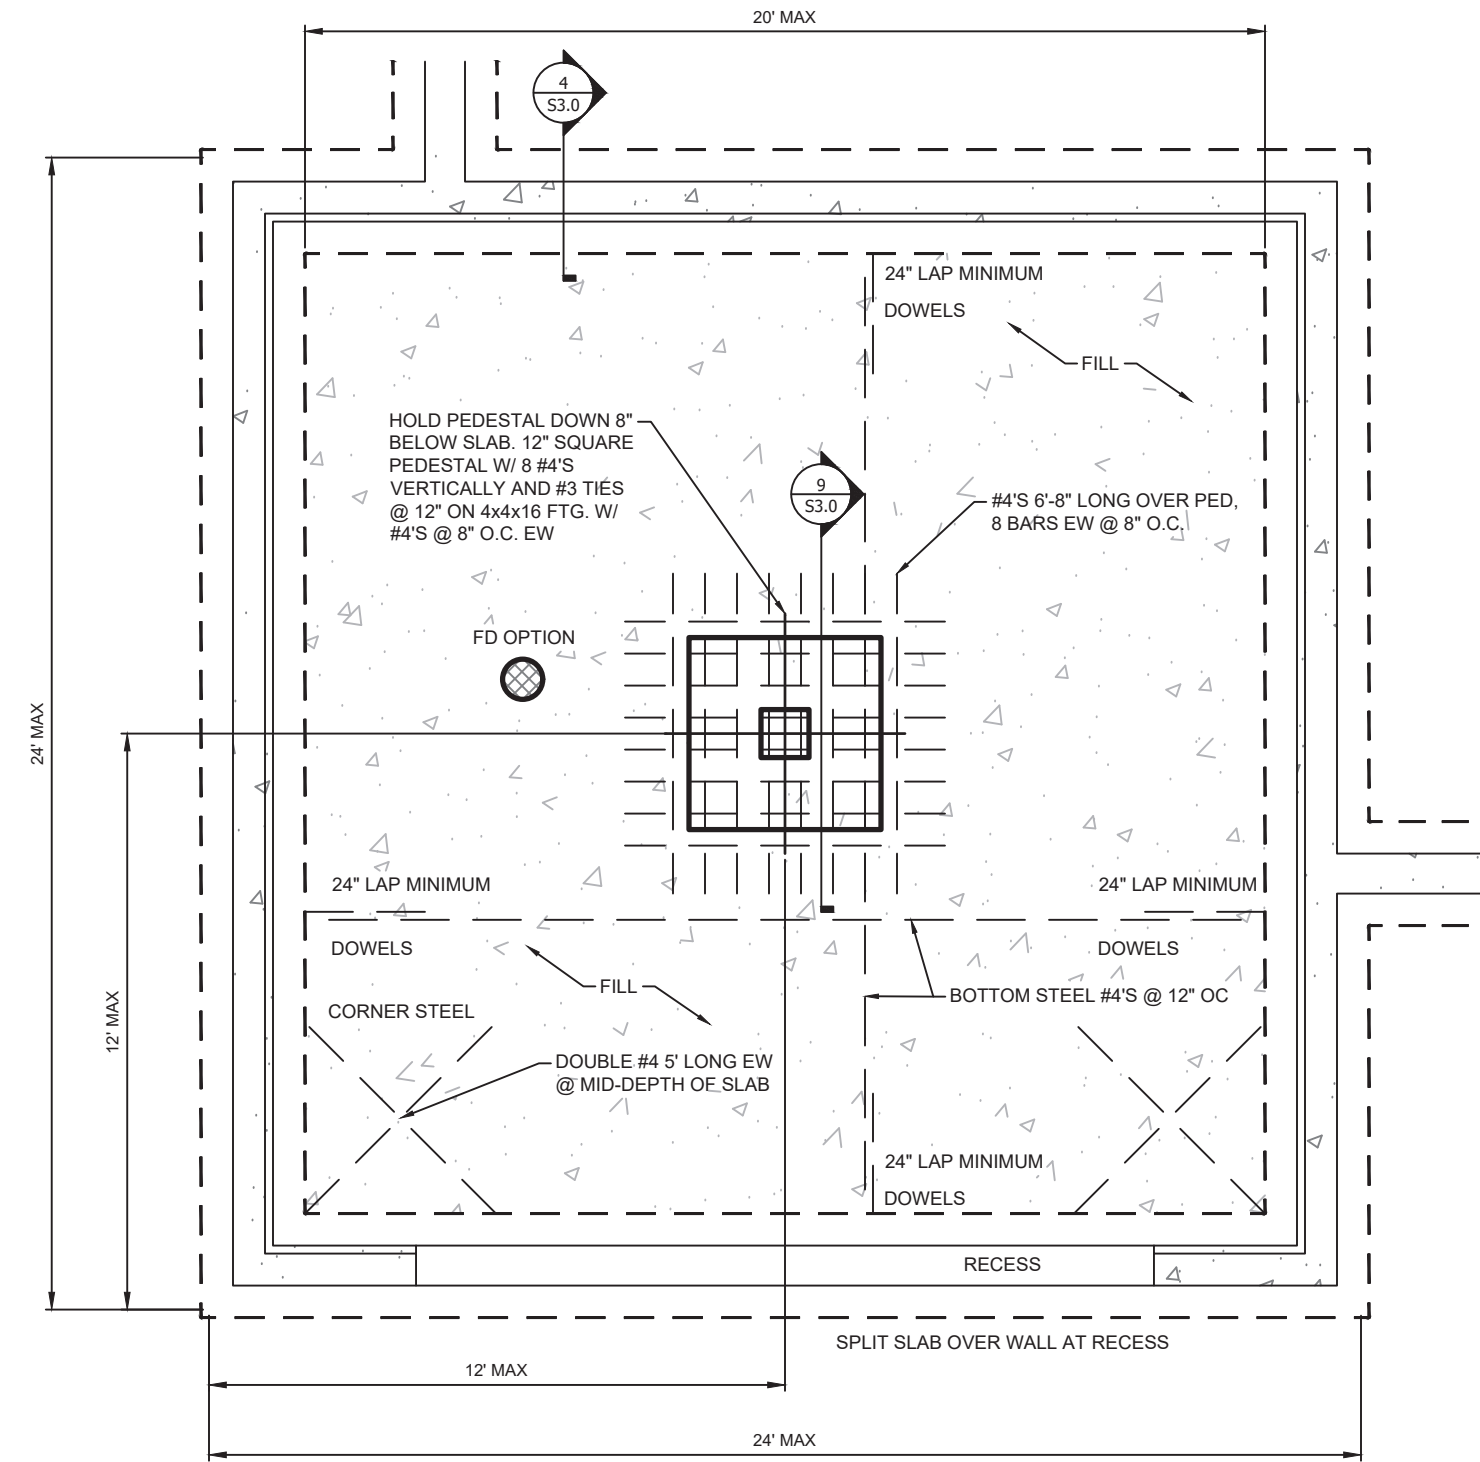 20' MAX
4
S3.0
24" LAP MINIMUM
DOWELS
FILL
HOLD PEDESTAL DOWN 8"
BELOW SLAB. 12" SQUARE
PEDESTAL W/ 8 #4'S
VERTICALLY AND #3 TIES
@ 12" ON 4x4x16 FTG. W/
#4'S @ 8" O.C. EW
9
S3.0
#4'S 6'-8" LONG OVER PED,
8 BARS EW @ 8" O.C.
FD OPTION
24' MAX
24" LAP MINIMUM
24" LAP MINIMUM
DOWELS
DOWELS
FILL
BOTTOM STEEL #4'S @ 12" OC
CORNER STEEL
12' MAX
DOUBLE #4 5' LONG EW
@ MID-DEPTH OF SLAB
24" LAP MINIMUM
DOWELS
RECESS
SPLIT SLAB OVER WALL AT RECESS
12' MAX
24' MAX